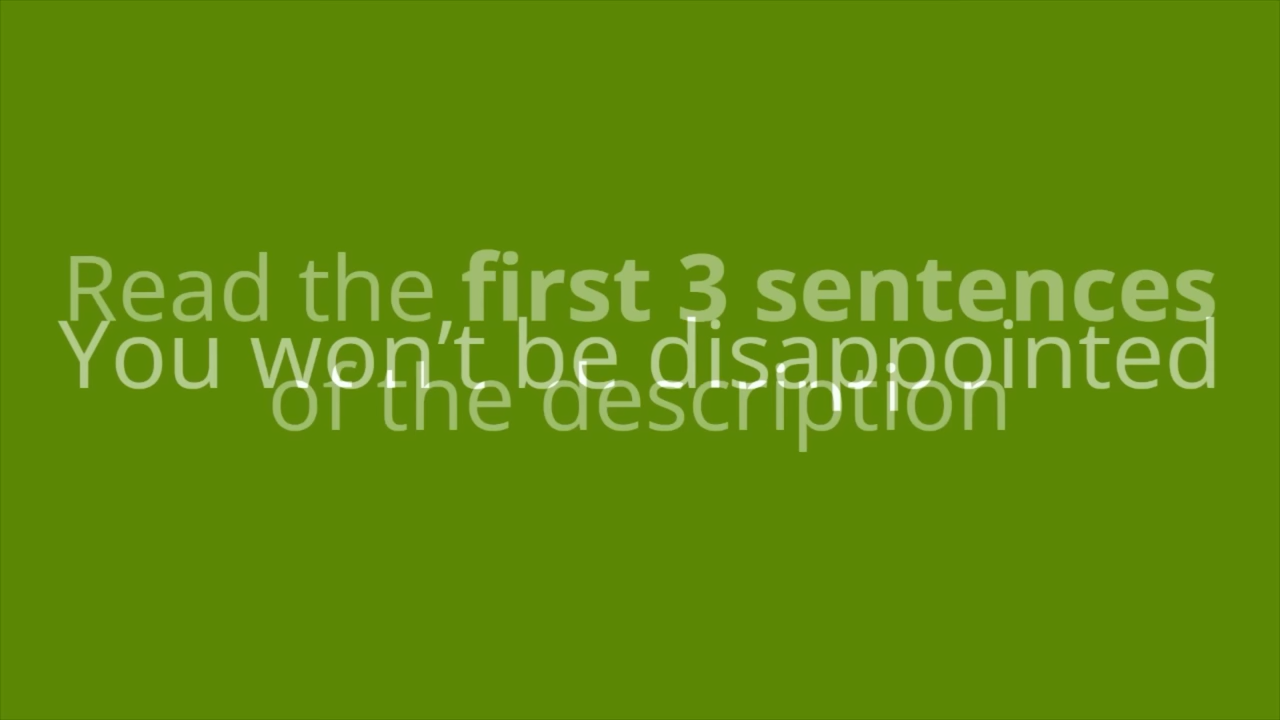 Read the first 3 sentences
You won’t be disappointed
of the description